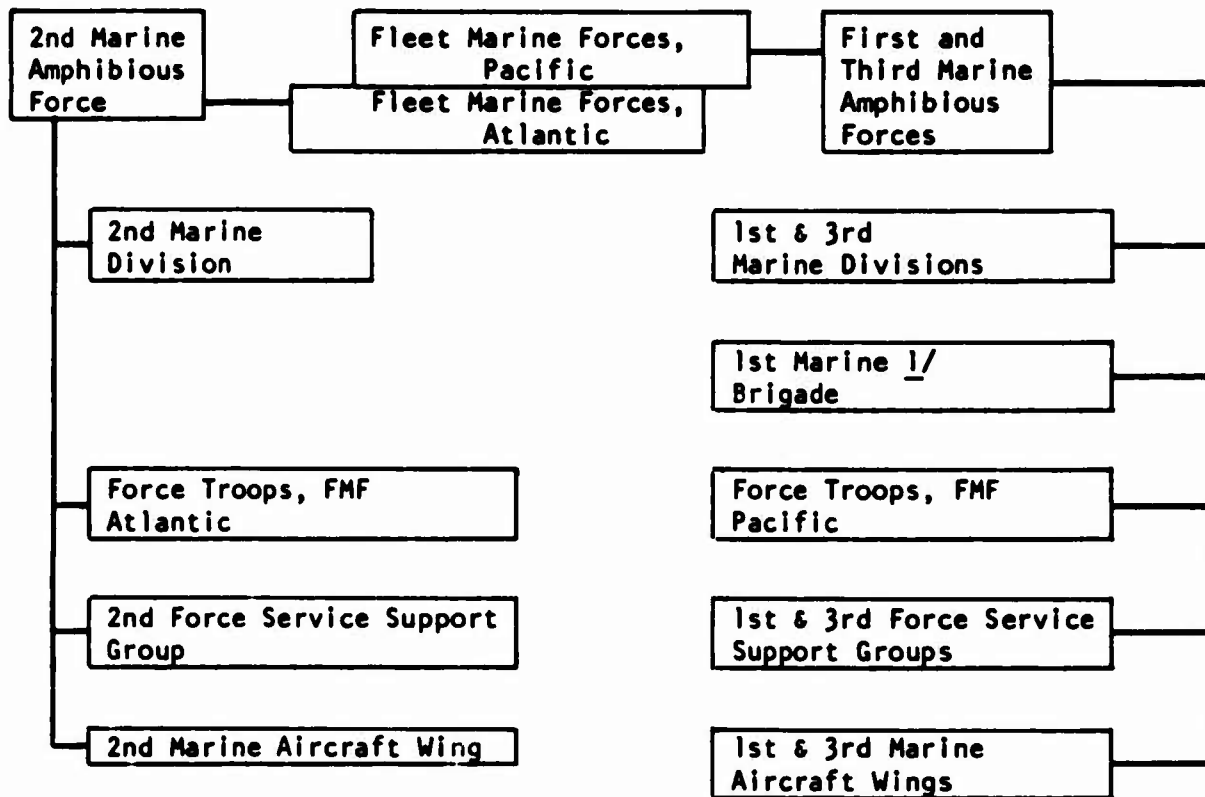 2nd Marine
Amphibious
Force
Fleet Marine Forces,
Pacific
Fleet Marine Forces,
Atlantic
First and
Third Marine
Amphibious
Forces
2nd Marine
Division
1st & 3rd
Marine Divisions
1st Marine 1/
Brigade
Force Troops, FMF
Atlantic
Force Troops, FMF
Pacific
2nd Force Service Support
Group
1st & 3rd Force Service
Support Groups
2nd Marine Aircraft Wing
1st & 3rd Marine
Aircraft Wings